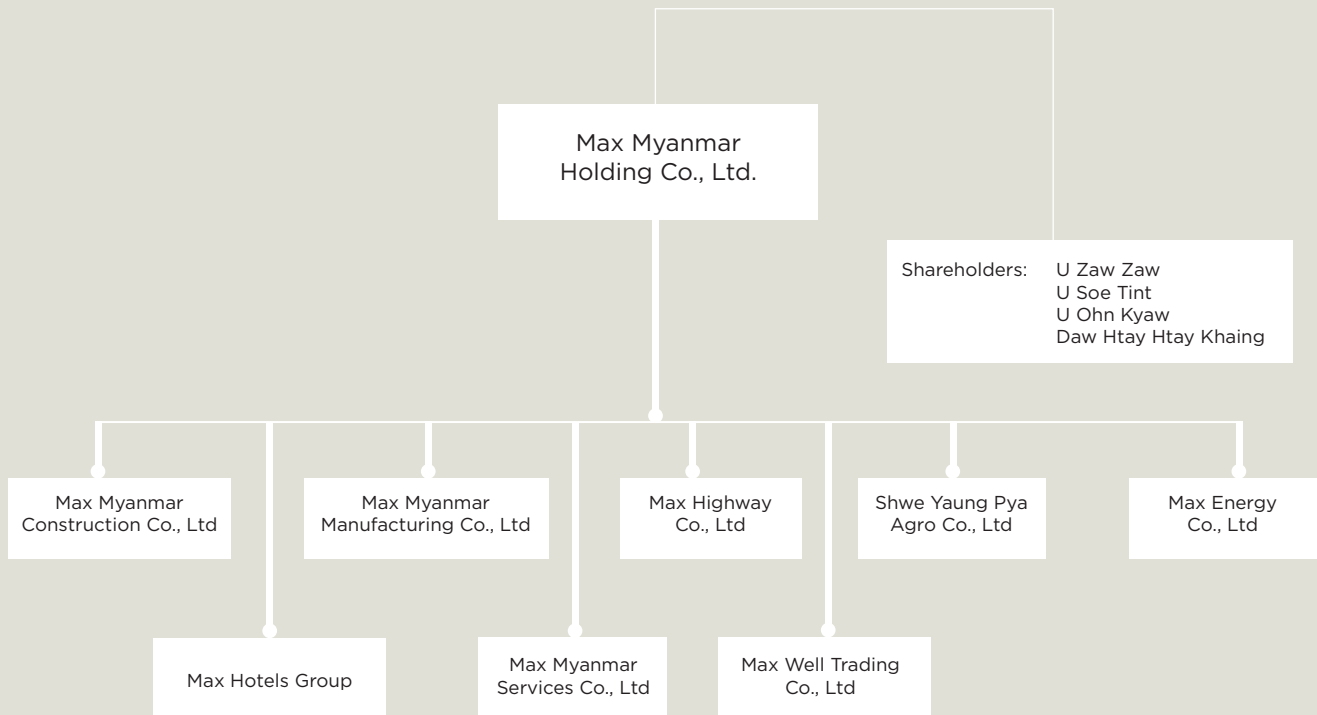 Max Myanmar
Holding Co., Ltd.
Shareholders: U Zaw Zaw
U Soe Tint
U Ohn Kyaw
Daw Htay Htay Khaing
Max Myanmar
Construction Co., Ltd
Max Myanmar
Manufacturing Co., Ltd
Max Highway
Co., Ltd
Shwe Yaung Pya
Agro Co., Ltd
Max Energy
Co., Ltd
Max Hotels Group
Max Myanmar
Services Co., Ltd
Max Well Trading
Co., Ltd